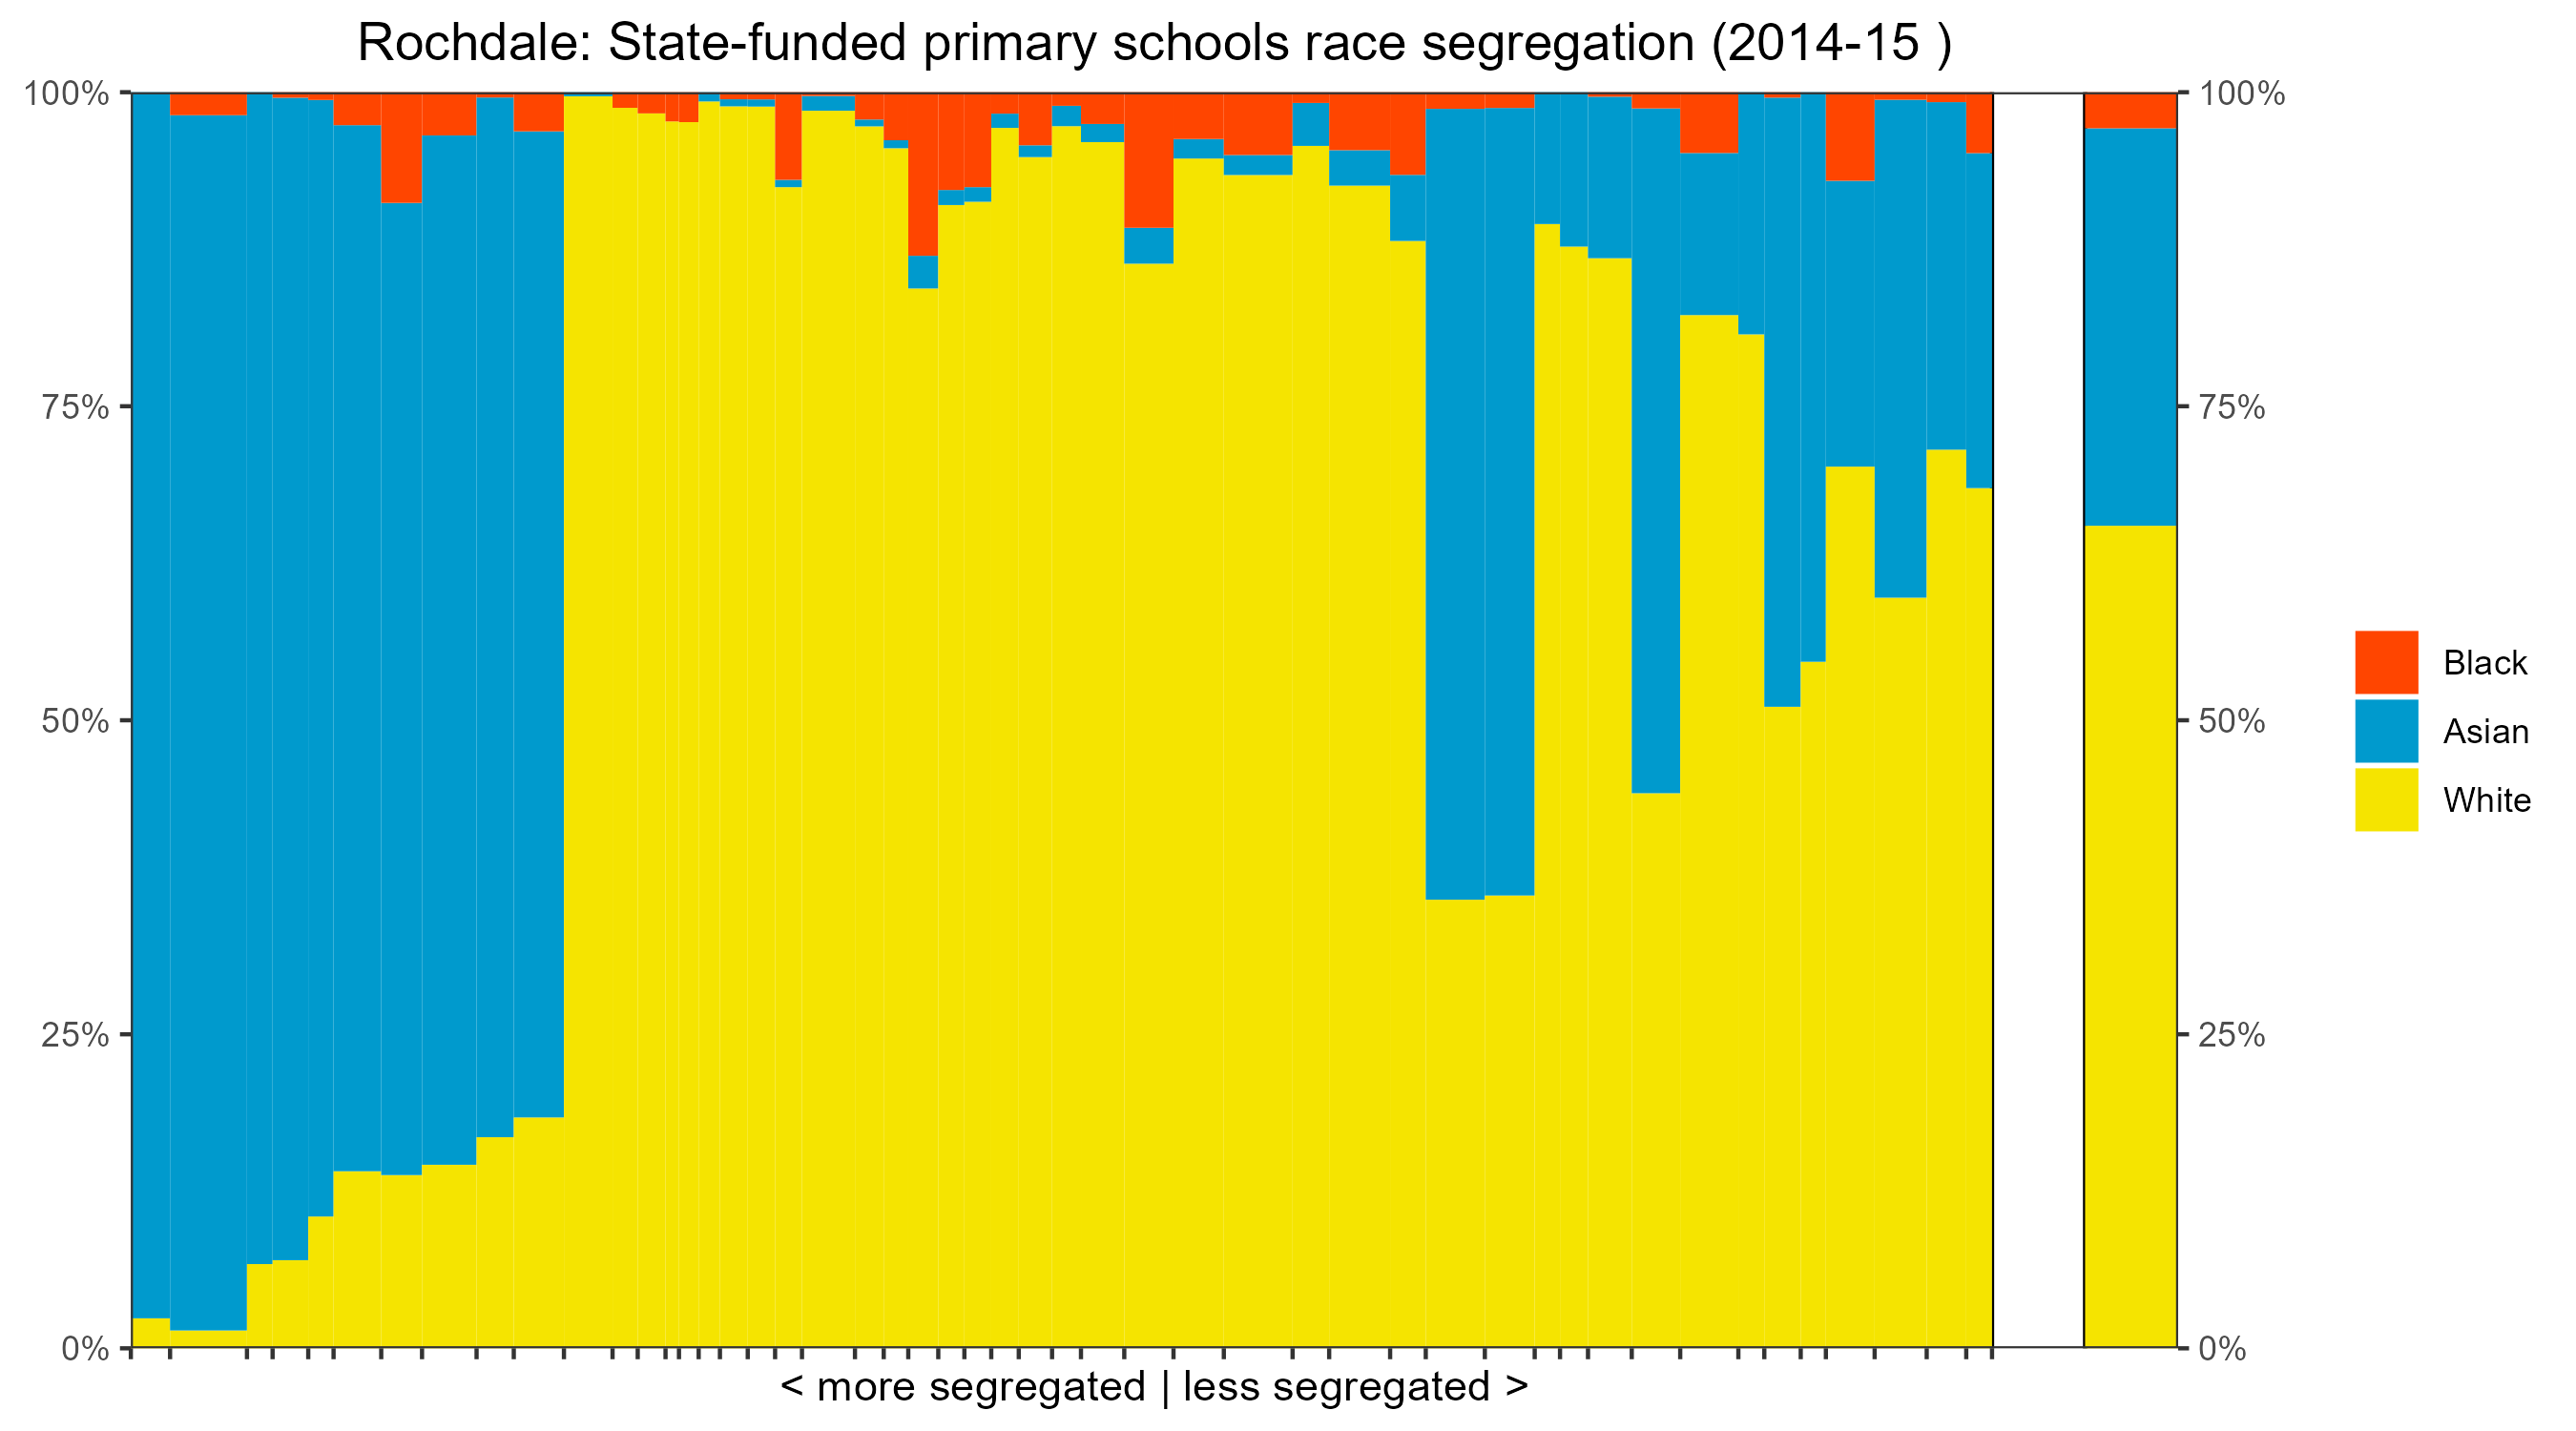 Rochdale: State-funded primary schools race segregation (2014-15 )
100%
75%
50%
25%
0%
100%
75%
50%
25%
0%
Black
Asian
White
< more segregated | less segregated >